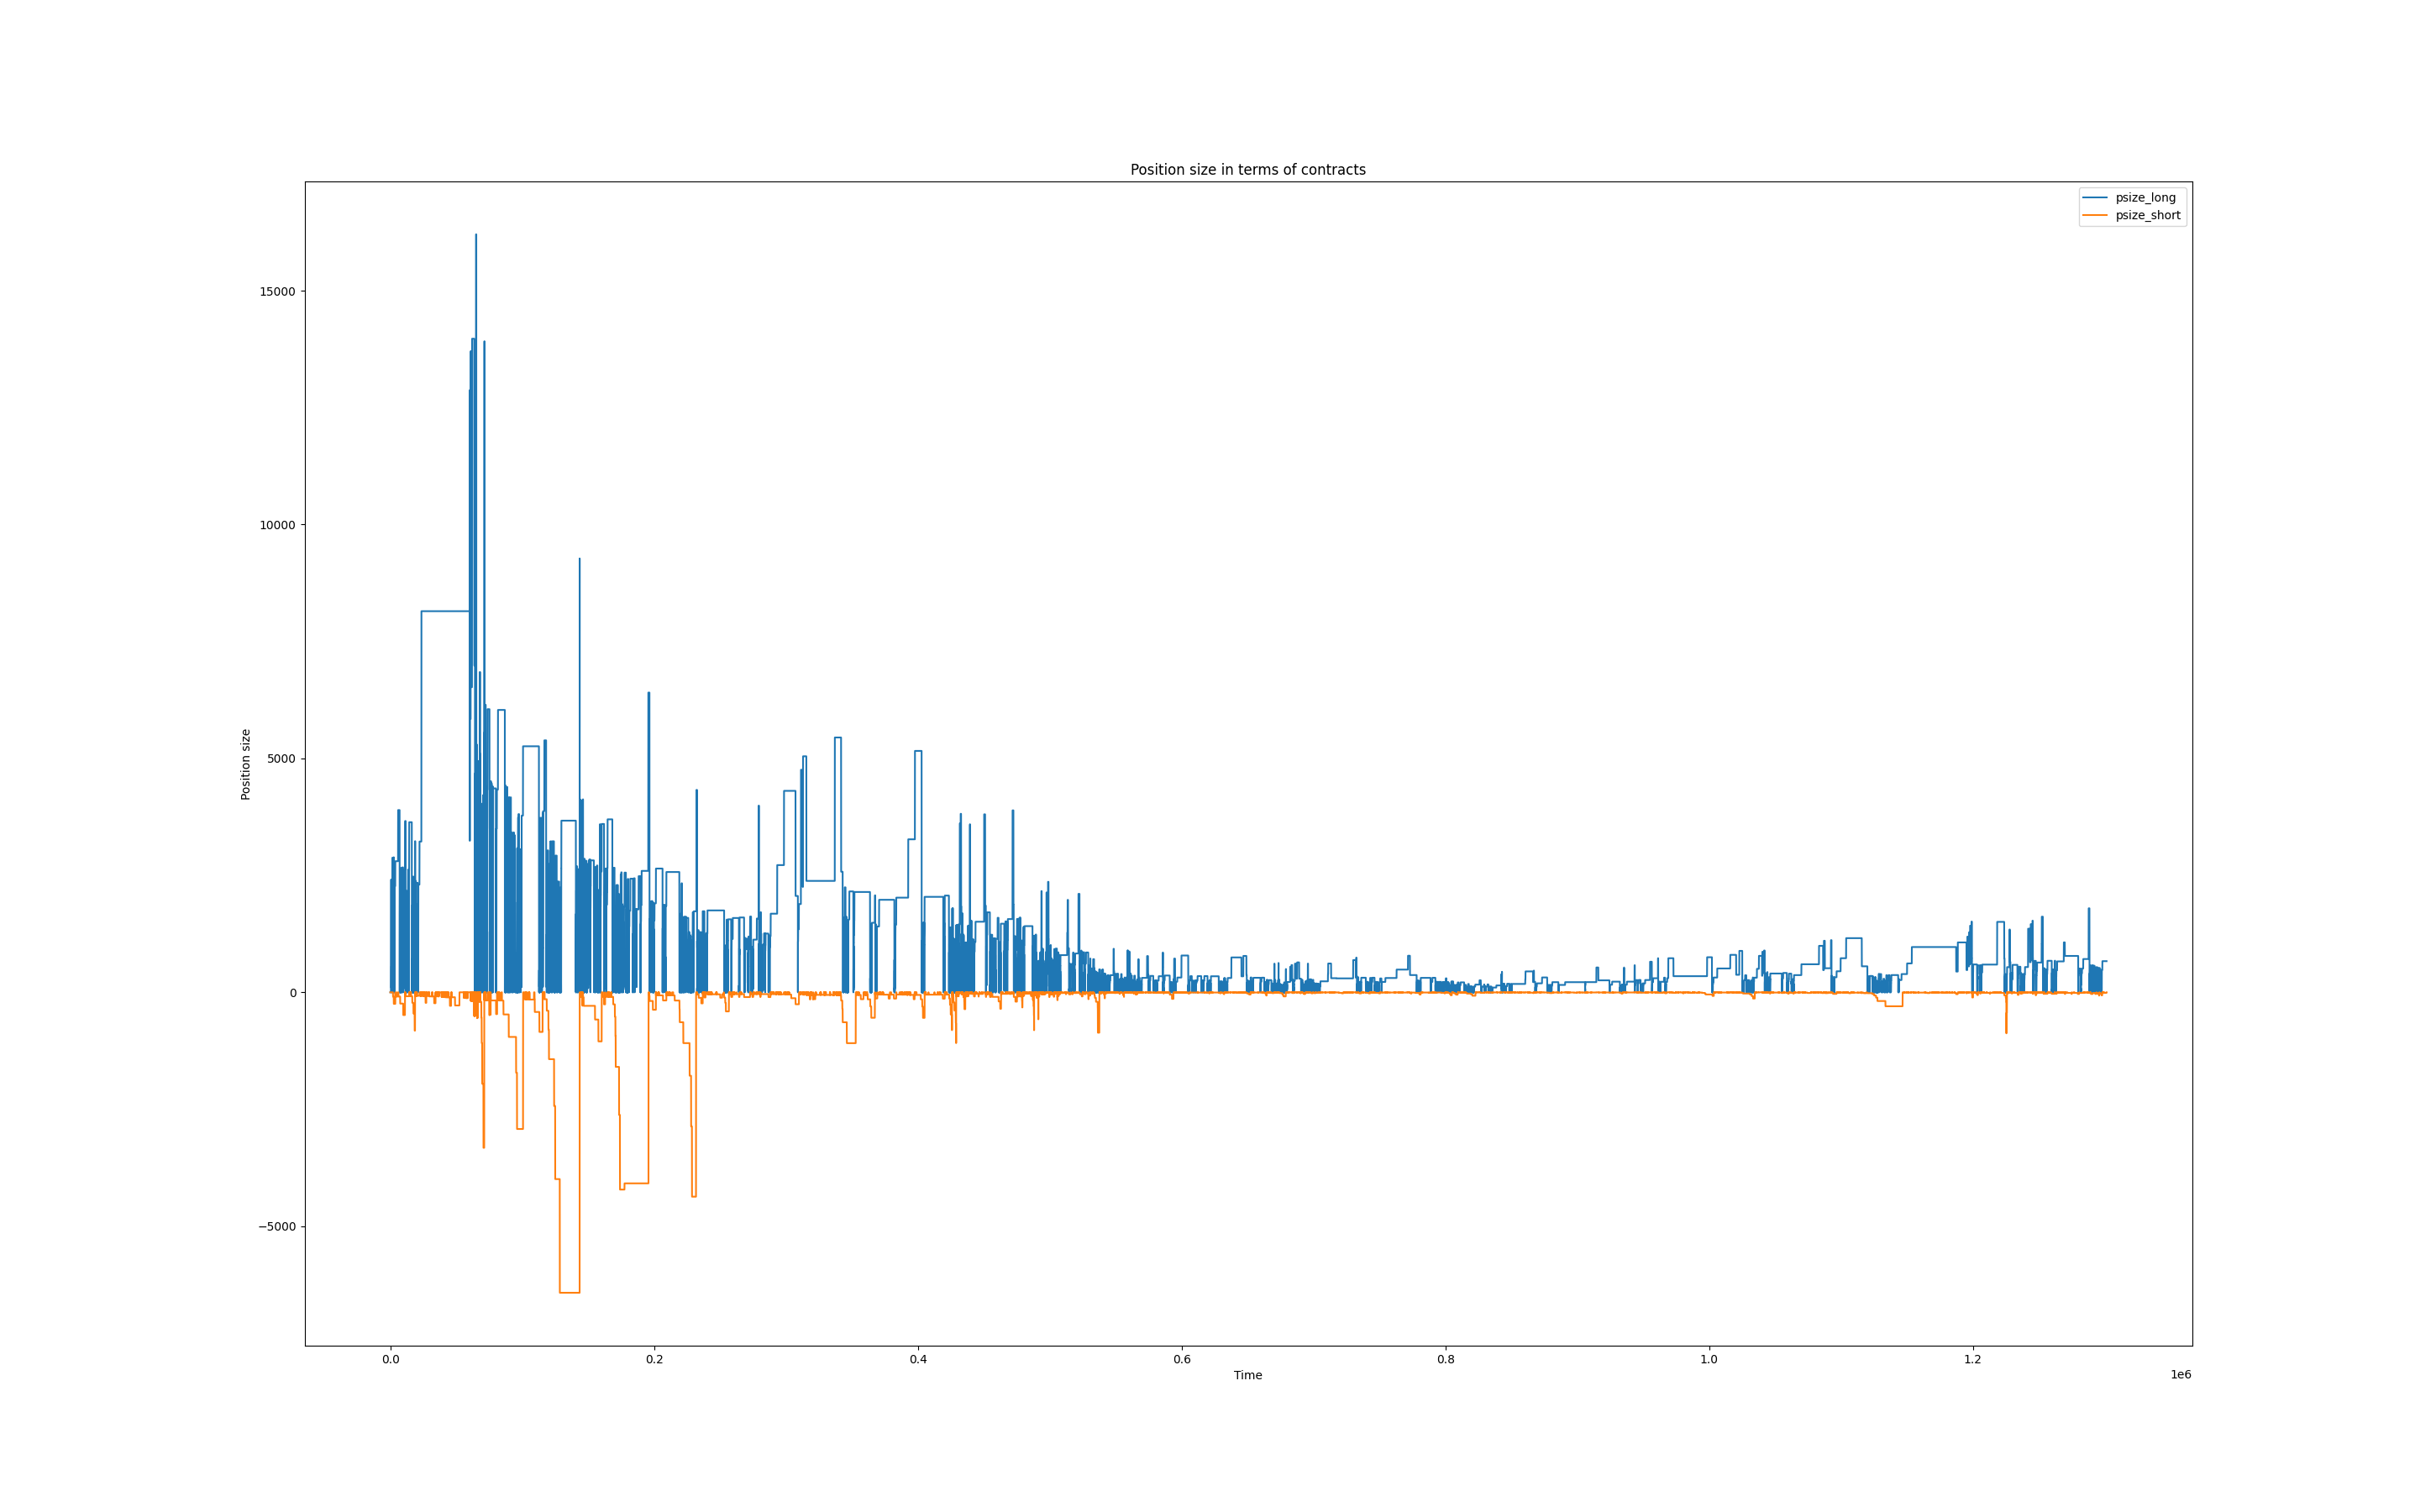 Position size in terms of contracts
psize_long
psize_short
15000
10000
5000
0
−5000
Position size
0.0
0.2
0.4
0.6
0.8
1.0
1.2
1e6
Time